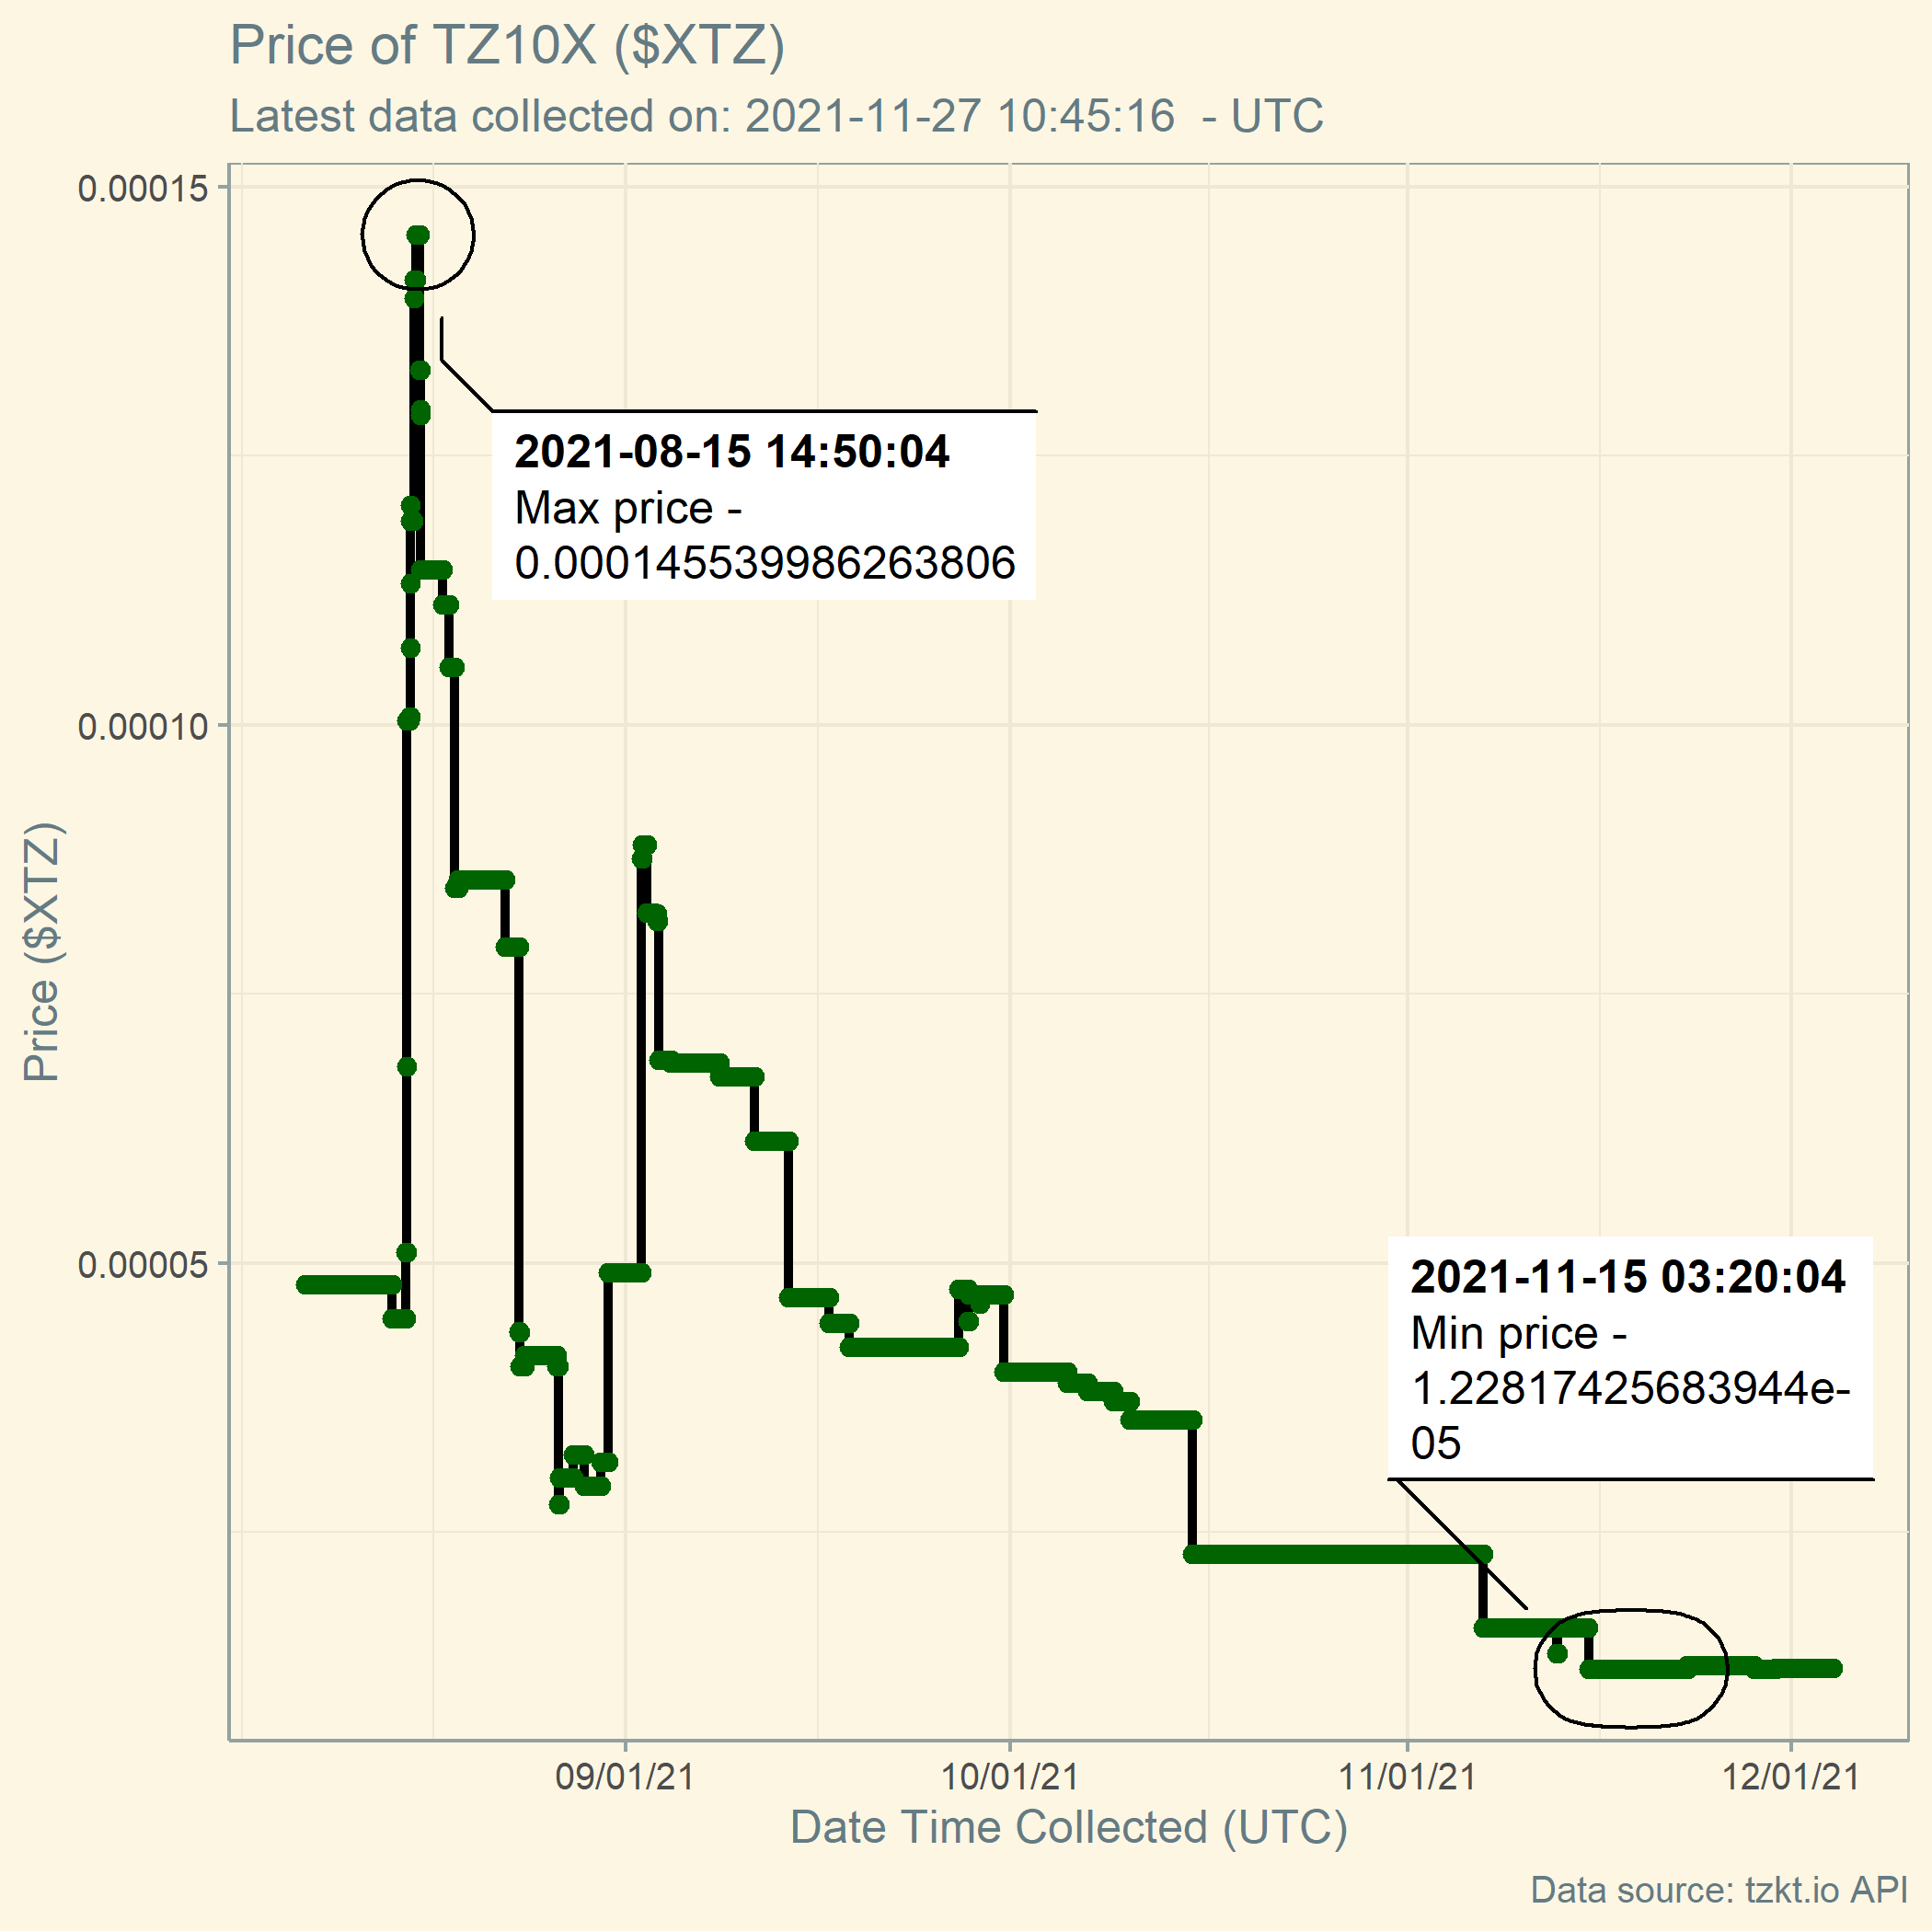 Price of TZ10X ($XTZ)
Latest data collected on: 2021-11-27 10:45:16  - UTC
0.00015
0.00010
0.00005
Price ($XTZ)
2021-08-15 14:50:04
Max price -
0.000145539986263806
2021-11-15 03:20:04
Min price -
1.22817425683944e-
05
09/01/21
10/01/21
11/01/21
12/01/21
Date Time Collected (UTC)
Data source: tzkt.io API